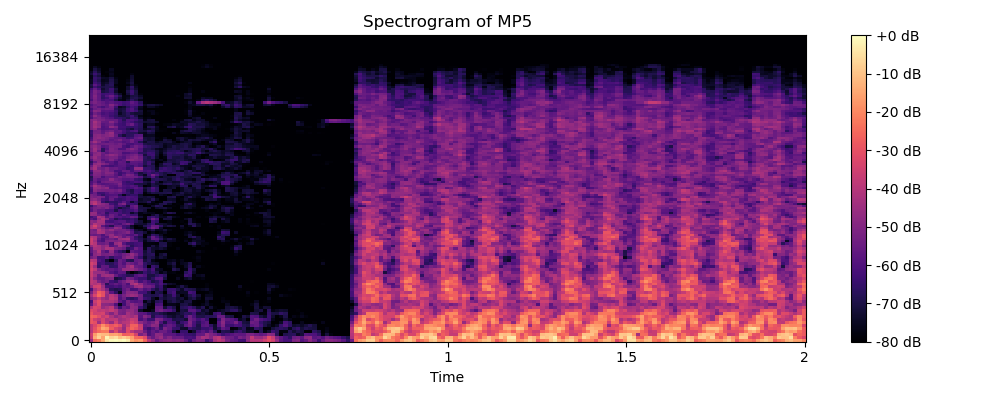 Spectrogram of MP5
16384
8192
4096
2048
1024
512
0
Hz
0
0.5
1
1.5
2
Time
+0 dB
-10 dB
-20 dB
-30 dB
-40 dB
-50 dB
-60 dB
-70 dB
-80 dB